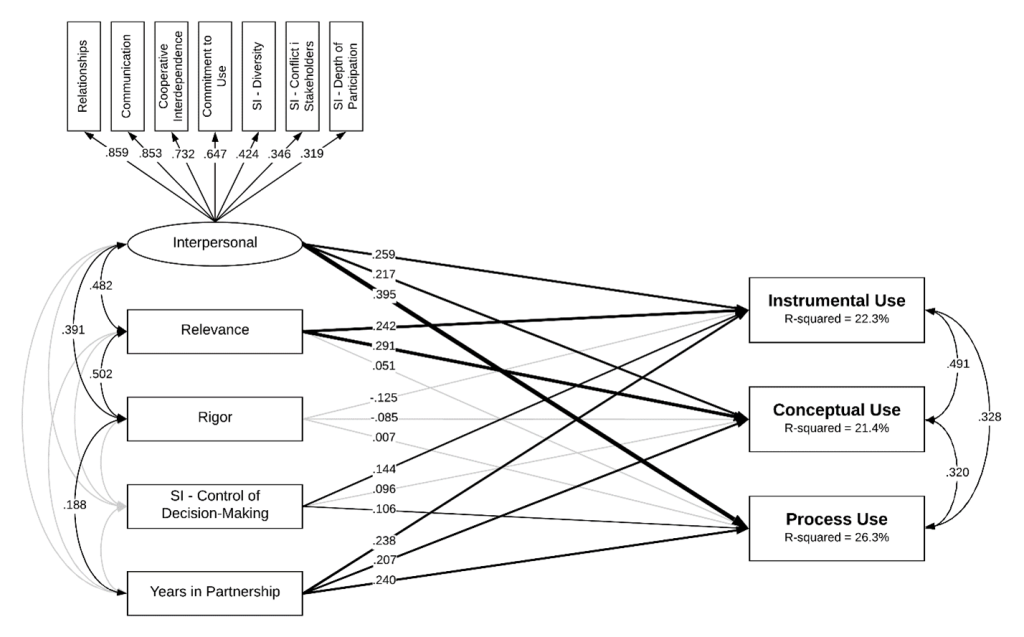 Relationships
Communication
Cooperative
Interdependence
Commitment to
Use
SI - Diversity
SI - Conflict i
Stakeholders
SI - Depth of
Participation
.859
.853
.732
.647
.424
.346
.319
Interpersonal
.259
.217
.395
.482
Relevance
.242
.291
.051
.391
.502
Rigor
-.125
-.085
.007
.188
SI - Control of
Decision-Making
.144
.096
.106
Years in Partnership
.238
.207
.240
Instrumental Use
R-squared = 22.3%
Conceptual Use
R-squared = 21.4%
Process Use
R-squared = 26.3%
.491
.328
.320